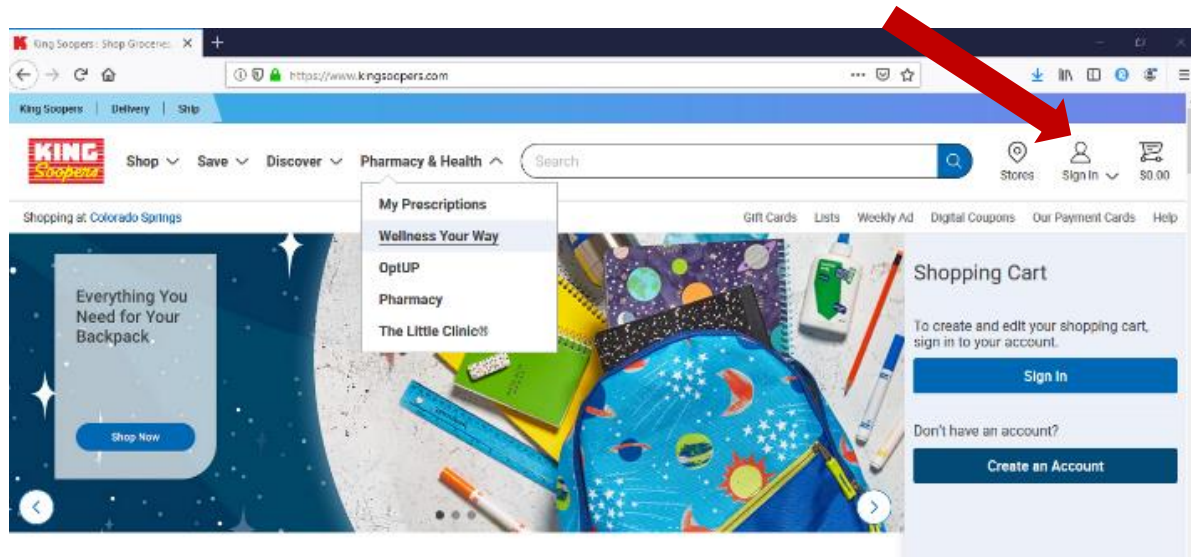 King Soopers: Shop Groceries
https://www.kingsoopers.com
King Soopers | Delivery | Ship
KING Soopers
Shop Save Discover Pharmacy & Health Search Stores Sign In $0.00
My Prescriptions
Wellness Your Way
OptUP
Pharmacy
The Little Clinic®
Shopping at Colorado Springs
Gift Cards Lists Weekly Ad Digital Coupons Our Payment Cards Help
Everything You
Need for Your
Backpack
Shop Now
Shopping Cart
To create and edit your shopping cart,
sign in to your account.
Sign In
Don't have an account?
Create an Account